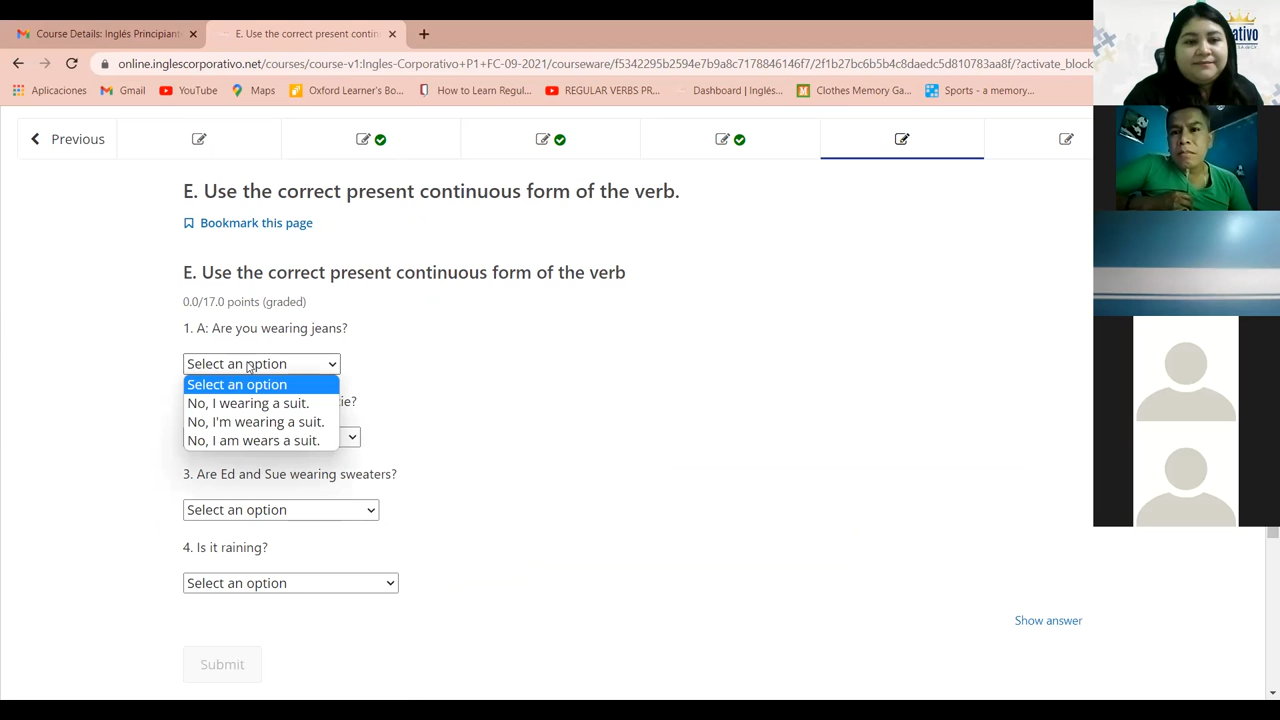 Course Details: Inglés Principiant
E. Use the correct present contin
online.inglescorporativo.net/courses/course-v1:Ingles-Corporativo+P1+FC-09-2021/courseware/f5342295b2594e7b9a8c7178846146f7/2f1b27bc6b5b4c8daedc5d810783aa8f/?activate_block
Aplicaciones
Gmail
YouTube
Maps
Oxford Learner's Bo...
How to Learn Regul...
REGULAR VERBS PR...
Dashboard | Inglés...
Clothes Memory Ga...
Sports - a memory...
Previous
E. Use the correct present continuous form of the verb.
Bookmark this page
E. Use the correct present continuous form of the verb
0.0/17.0 points (graded)
1. A: Are you wearing jeans?
Select an option
Select an option
No, I wearing a suit.
ie?
No, I'm wearing a suit.
No, I am wears a suit.
3. Are Ed and Sue wearing sweaters?
Select an option
4. Is it raining?
Select an option
Show answer
Submit